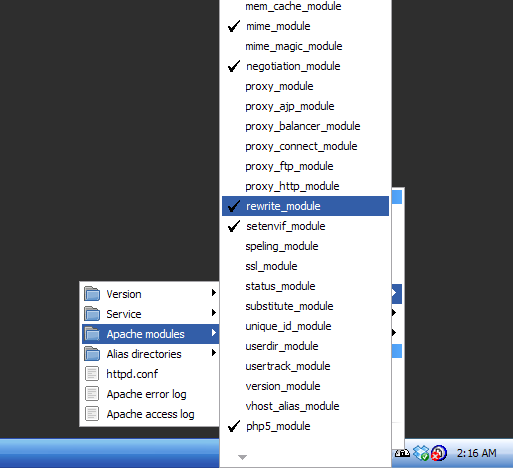 mem_cache_module
mime_module
mime_magic_module
negotiation_module
proxy_module
proxy_ajp_module
proxy_balancer_module
proxy_connect_module
proxy_ftp_module
proxy_http_module
rewrite_module
setenvif_module
speling_module
ssl_module
status_module
substitute_module
unique_id_module
userdir_module
usertrack_module
version_module
vhost_alias_module
php5_module
Version
Service
Apache modules
Alias directories
httpd.conf
Apache error log
Apache access log
2:16 AM